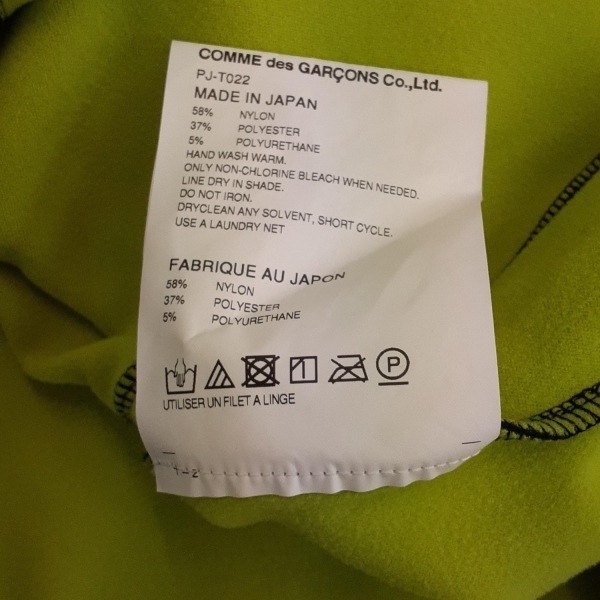 COMME des GARÇONS Co.,Ltd.
PJ-T022
MADE IN JAPAN
58% NYLON
37% POLYESTER
5% POLYURETHANE
HAND WASH WARM.
ONLY NON-CHLORINE BLEACH WHEN NEEDED.
LINE DRY IN SHADE.
DO NOT IRON.
DRYCLEAN ANY SOLVENT, SHORT CYCLE.
USE A LAUNDRY NET
FABRIQUE AU JAPON
58% NYLON
37% POLYESTER
5% POLYURETHANE
P
UTILISER UN FILET A LINGE
1-2